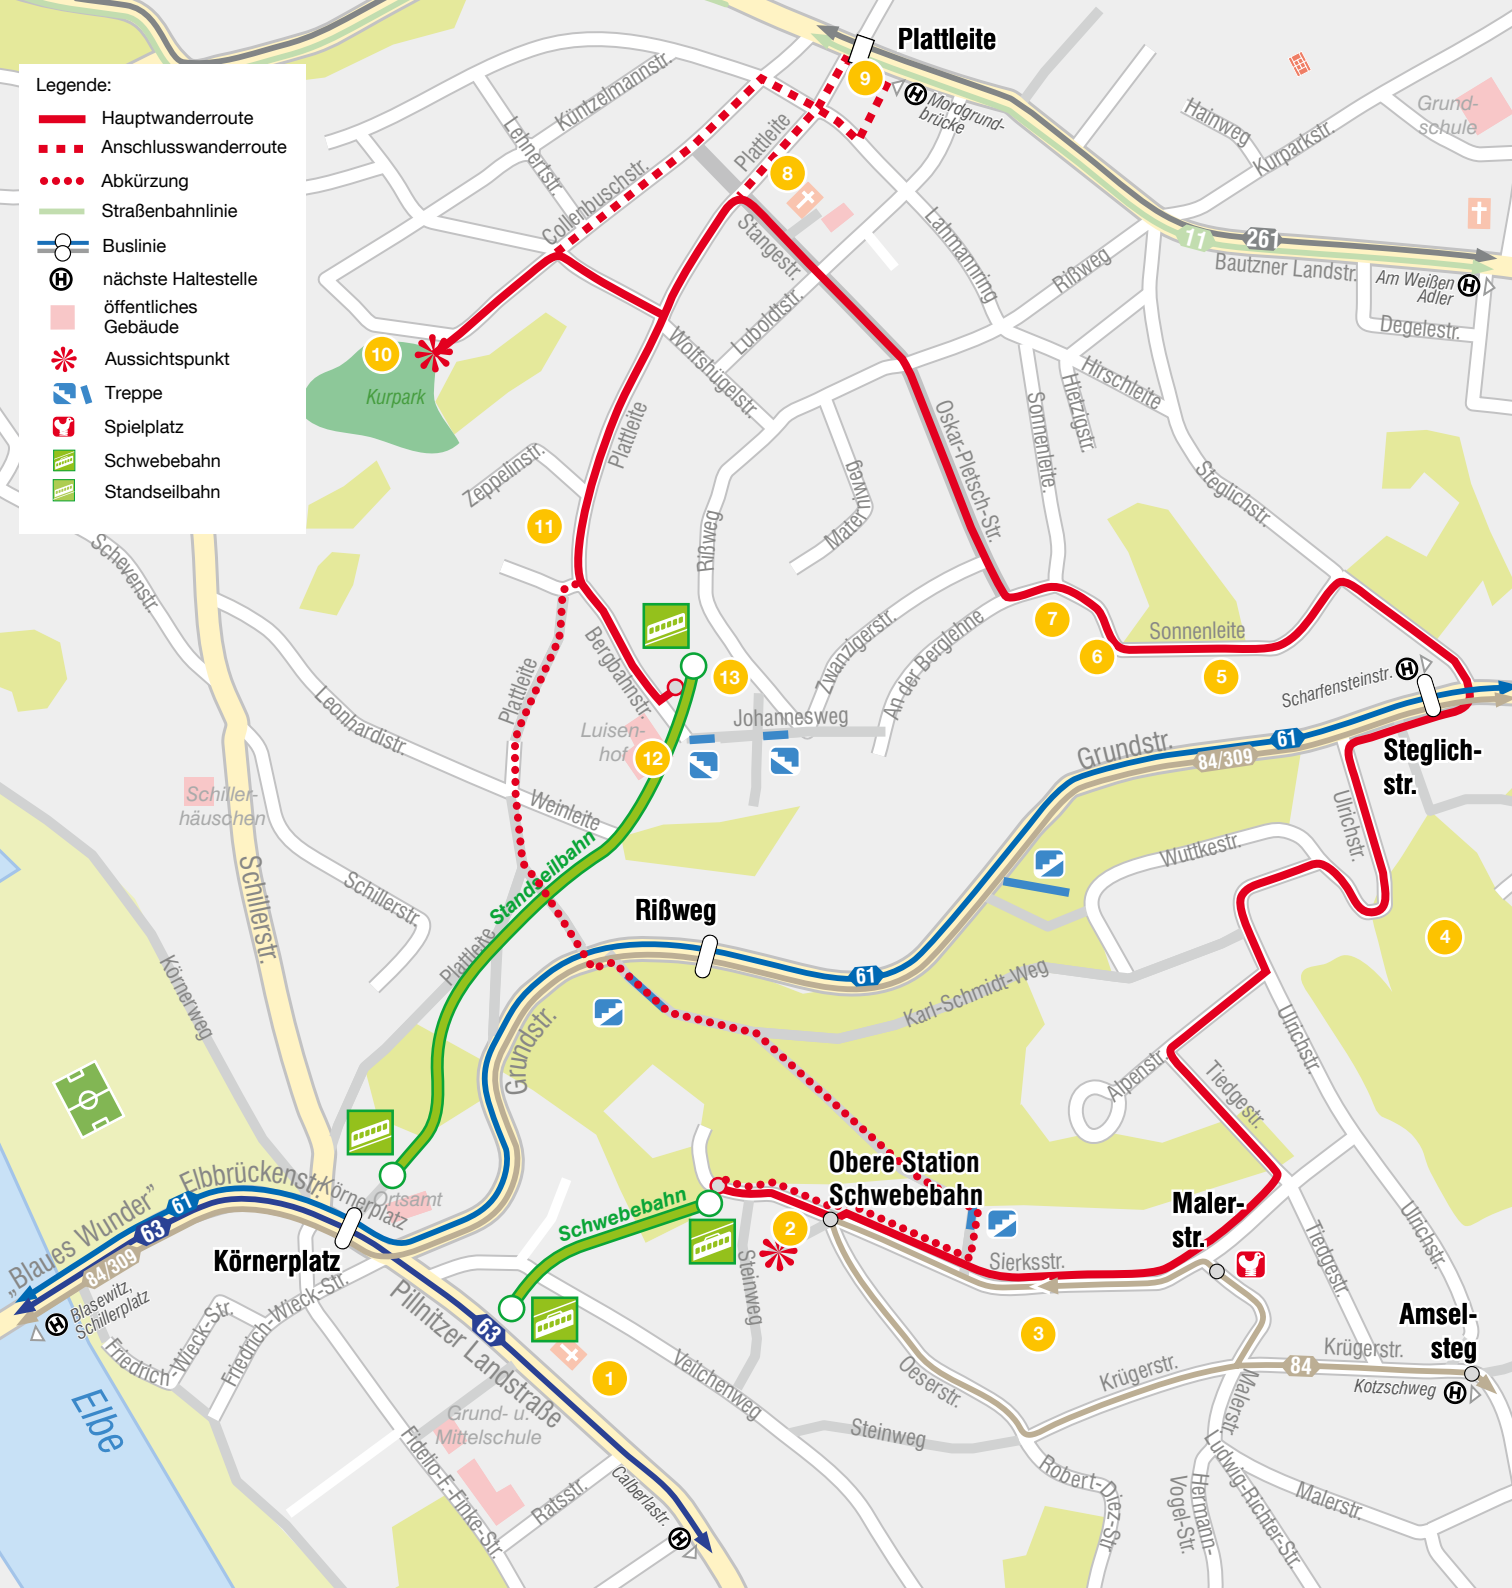 Legende:
Hauptwanderroute
Anschlusswanderroute
Abkürzung
Straßenbahnlinie
Buslinie
H nächste Haltestelle
öffentliches
Gebäude
Aussichtspunkt
Treppe
Spielplatz
Schwebebahn
Standseilbahn
Plattleite
9
H Mordgrund-
brücke
Küntzelmannstr.
Lehnertstr.
Plattleite
8
Collenbuschstr.
Stangestr.
Lahmannring
Hainweg
Kurparkstr.
Grund-
schule
Rißweg
11
261
Bautzner Landstr.
Am Weißen
Adler
H
Degelestr.
10
Kurpark
Luboldtstr.
Wolfshügelstr.
Plattleite
Oskar-Pletsch-Str.
Sonnenleite
Hietzigstr.
Hirschleite
Steglichstr.
Zeppelinstr.
11
Rißweg
Maternweg
Schevenstr.
7
6
Sonnenleite
5
Bergbahnstr.
13
Zwanzigerstr.
An der Berglehne
Plattleite
Leonhardistr.
Luisen-
hof
12
Johannesweg
Scharfensteinstr.
H
Grundstr.
61
84/309
Steglich-
str.
Schiller-
häuschen
Weinleite
Ulrichstr.
Wuttkestr.
Schillerstr.
Schillerstr.
Standseilbahn
Plattleite
Rißweg
61
4
Körnerweg
Karl-Schmidt-Weg
Grundstr.
Ulrichstr.
Alpenstr.
Tiedgestr.
Elbbrückenstr.
Körnerplatz
Ortsamt
„Blaues Wunder”
61
63
84/309
H Blasewitz,
Schillerplatz
Körnerplatz
Schwebebahn
Obere Station
Schwebebahn
2
Steinweg
Sierksstr.
Maler-
str.
Tiedgestr.
Ulrichstr.
3
Friedrich-Wieck-Str.
Friedrich-Wieck-Str.
Pillnitzer Landstraße
63
1
Veilchenweg
Oeserstr.
Krügerstr.
84
Krügerstr.
Amsel-
steg
Kotzschweg H
Elbe
Grund- u.
Mittelschule
Fidelio-F.-Finke-Str.
Ratsstr.
Calberlastr.
H
Steinweg
Robert-Diez-Str
Malerstr.
Hermann-
Vogel-Str.
Ludwig-Richter-Str.
Malerstr.